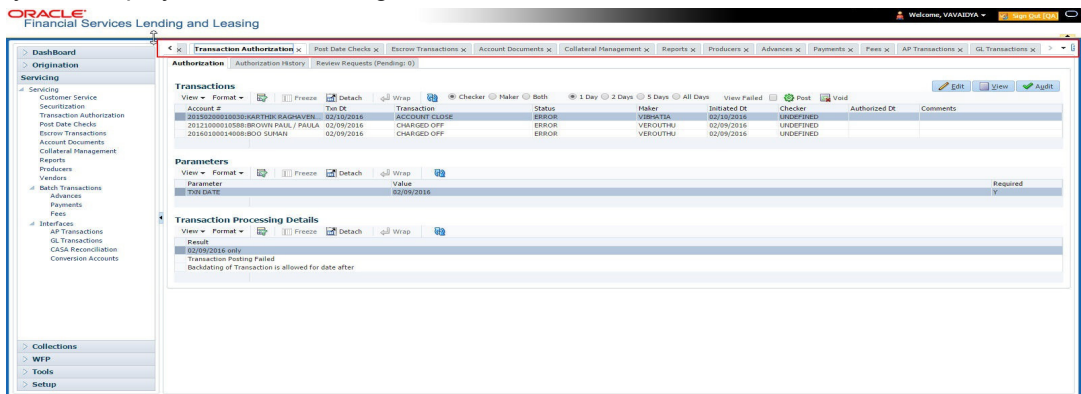 ORACLE
Financial Services Lending and Leasing
Welcome, VAVAIDYA
Sign Out [QA]
DashBoard
Origination
Servicing
Servicing
Customer Service
Securitization
Transaction Authorization
Post Date Checks
Escrow Transactions
Account Documents
Collateral Management
Reports
Producers
Vendors
Batch Transactions
Advances
Payments
Fees
Interfaces
AP Transactions
GL Transactions
CASA Reconciliation
Conversion Accounts
Collections
WFP
Tools
Setup
Transaction Authorization x Post Date Checks x Escrow Transactions x Account Documents x Collateral Management x Reports x Producers x Advances x Payments x Fees x AP Transactions x GL Transactions x
Authorization Authorization History Review Requests (Pending: 0)
Transactions
Edit View Audit
View Format Freeze Detach Wrap Checker Maker Both 1 Day 2 Days 5 Days All Days View Failed Post Void
Account # Txn Dt Transaction Status Maker Initiated Dt Checker Authorized Dt Comments
20150200010030:KARTHIK RAGHAVEN... 02/10/2016 ACCOUNT CLOSE ERROR VIBHATIA 02/10/2016 UNDEFINED
20121000010588:BROWN PAUL / PAULA 02/09/2016 CHARGED OFF ERROR VEROUTHU 02/09/2016 UNDEFINED
20160100014008:BOO SUMAN 02/09/2016 CHARGED OFF ERROR VEROUTHU 02/09/2016 UNDEFINED
Parameters
View Format Freeze Detach Wrap
Parameter Value Required
TXN DATE 02/09/2016 Y
Transaction Processing Details
View Format Freeze Detach Wrap
Result
02/09/2016 only
Transaction Posting Failed
Backdating of Transaction is allowed for date after